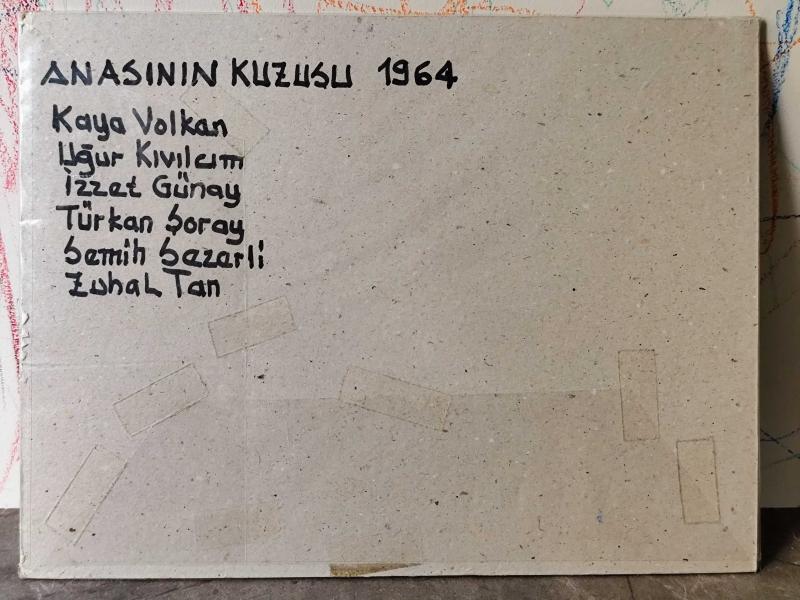 ANASININ KUZUSU 1964
Kaya Volkan
Uğur Kıvılcım
İzzet Günay
Türkan Şoray
Semih Sezerli
Zuhal Tan